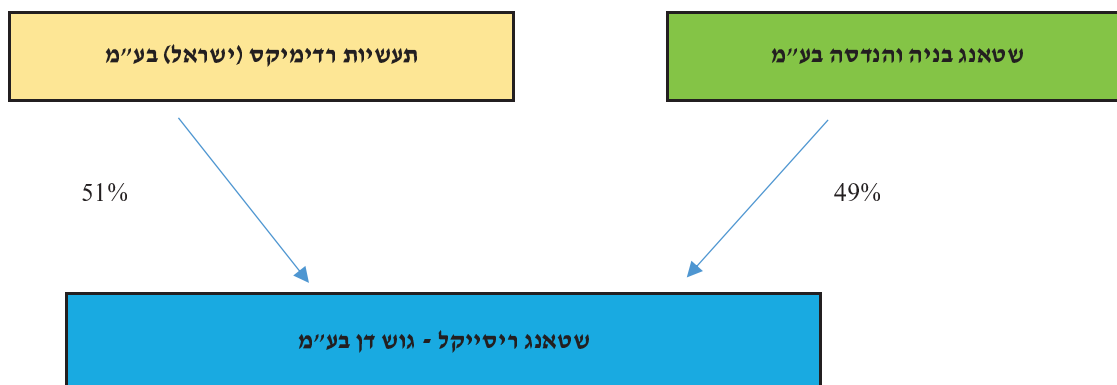 שטאנג בניה והנדסה בע״מ
תעשיות רדימיקס (ישראל) בע״מ
49%
51%
שטאנג ריסייקל - גוש דן בע״מ